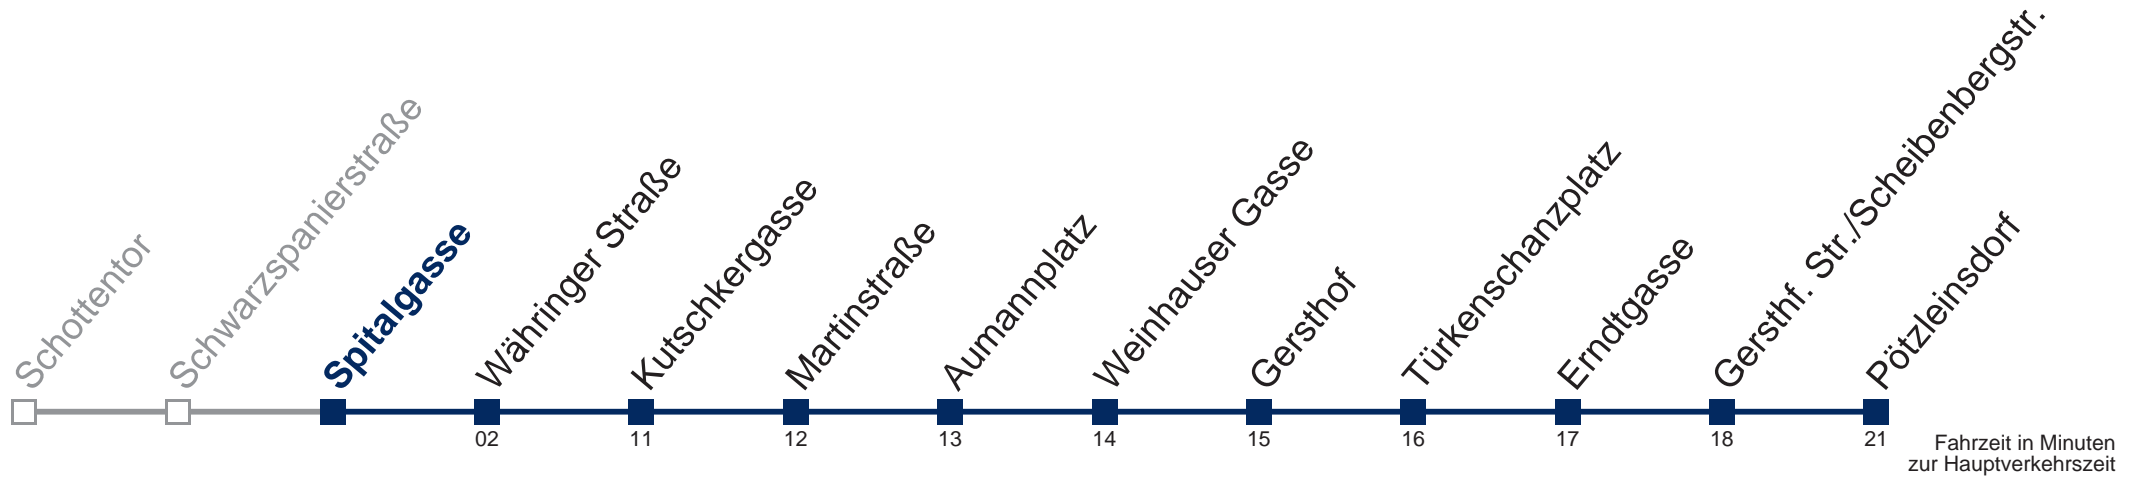 Schottentor
Schwarzspanierstraße
Spitalgasse
Währinger Straße
Kutschkergasse
Martinstraße
Aumannplatz
Weinhauser Gasse
Gersthof
Türkenschanzplatz
Erndtgasse
Gersthf. Str./Scheibenbergstr.
Pötzleinsdorf
02
11
12
13
14
15
16
17
18
21
Fahrzeit in Minuten
zur Hauptverkehrszeit